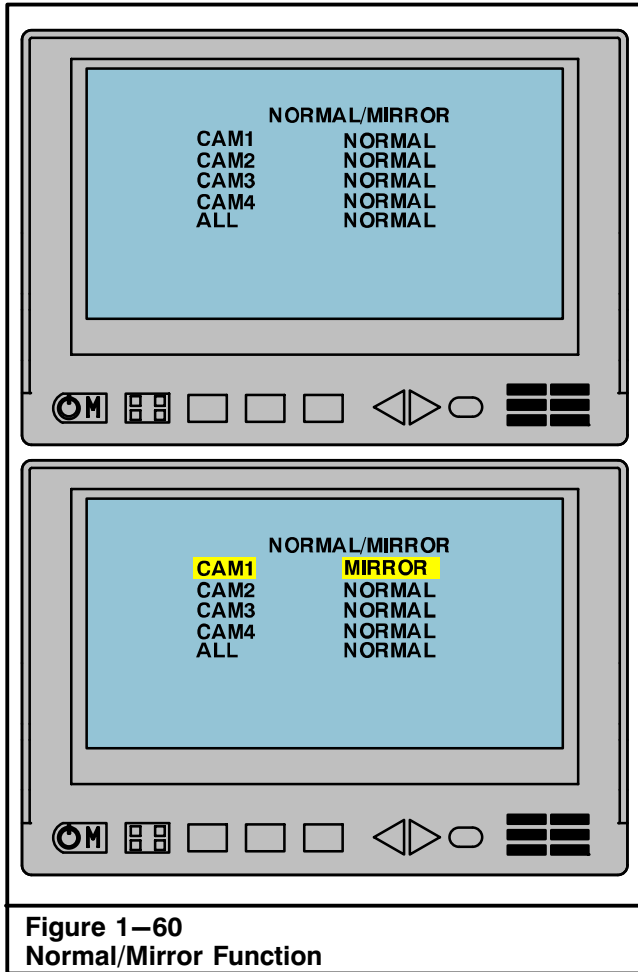 NORMAL/MIRROR
CAM1 NORMAL
CAM2 NORMAL
CAM3 NORMAL
CAM4 NORMAL
ALL NORMAL
M
NORMAL/MIRROR
CAM1 MIRROR
CAM2 NORMAL
CAM3 NORMAL
CAM4 NORMAL
ALL NORMAL
M
Figure 1—60
Normal/Mirror Function